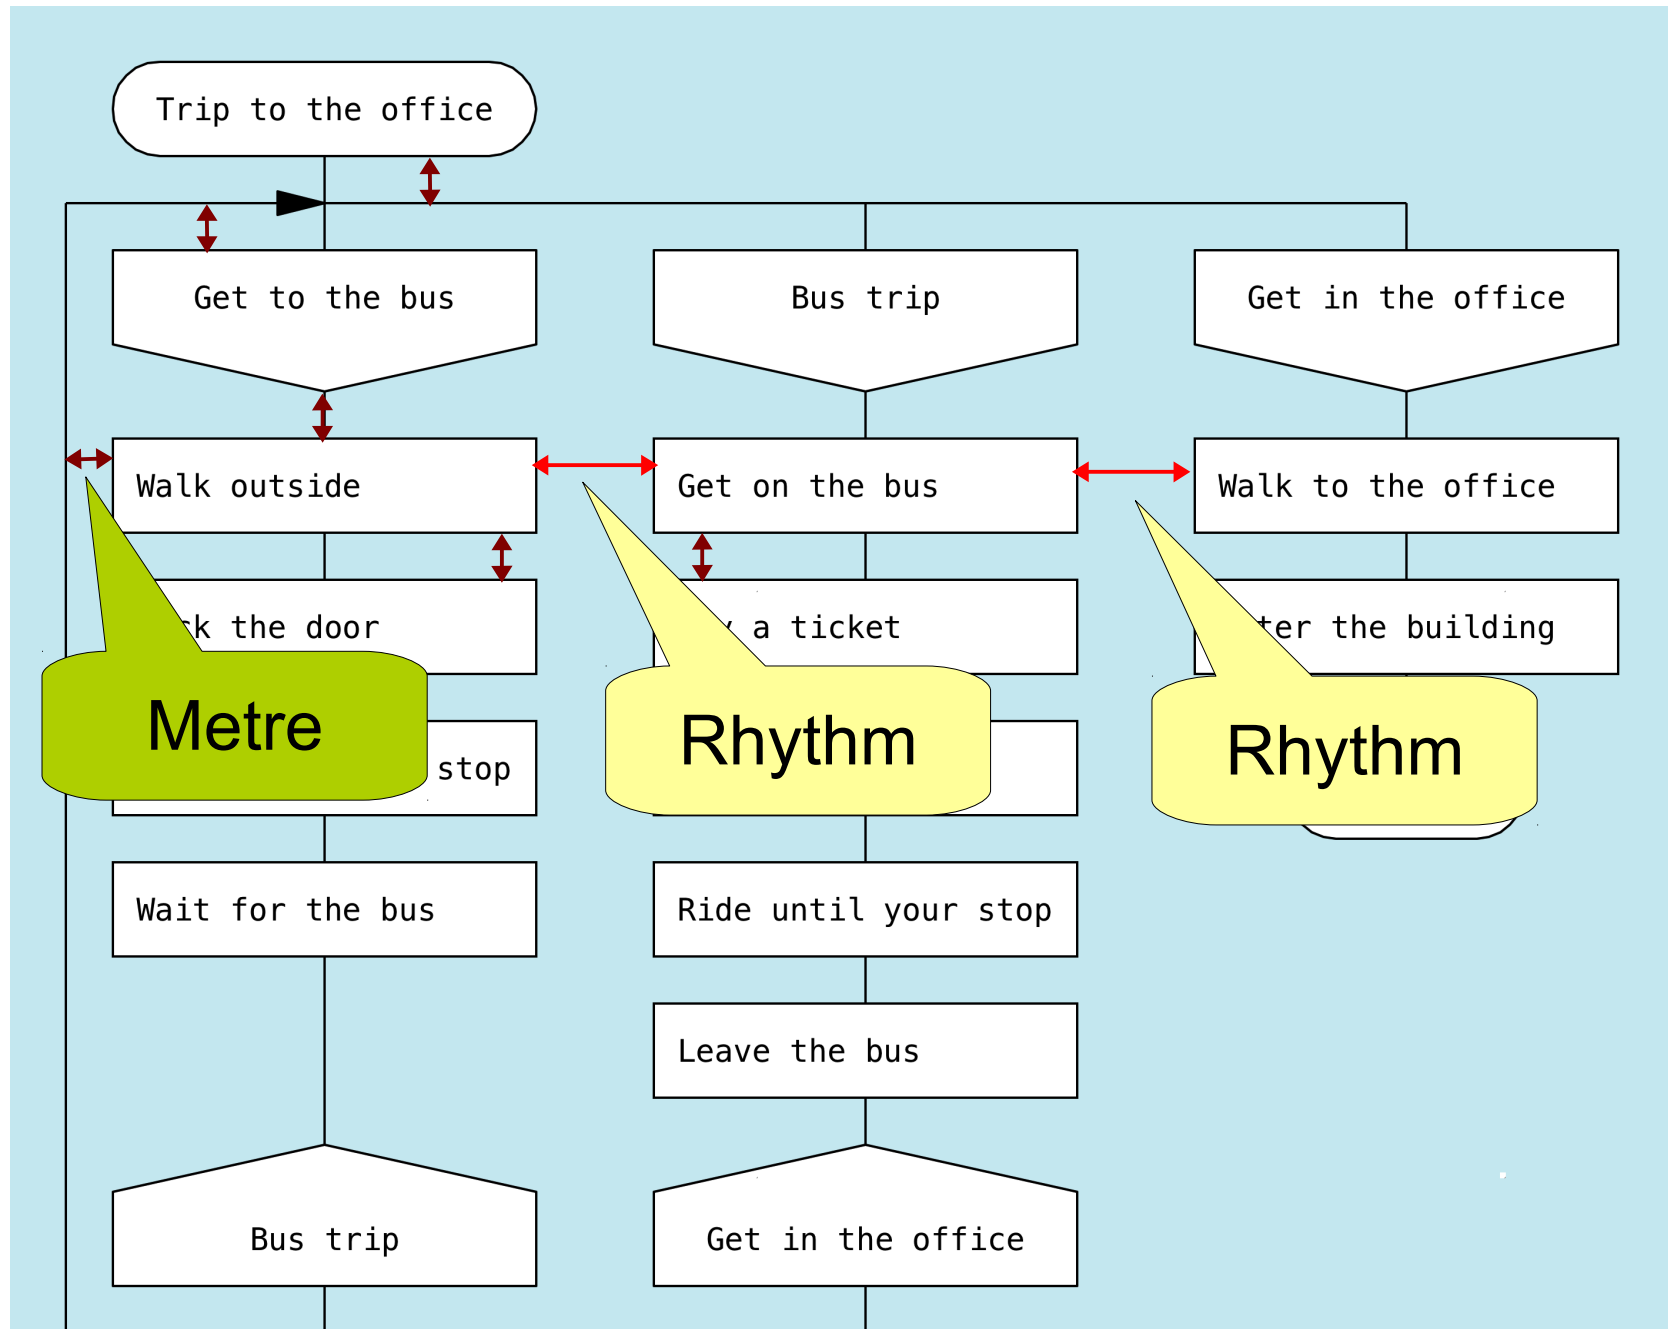 Trip to the office
Get to the bus
Bus trip
Get in the office
Walk outside
Get on the bus
Walk to the office
the door
a ticket
the building
Metre
Rhythm
Rhythm
stop
Wait for the bus
Ride until your stop
Leave the bus
Bus trip
Get in the office